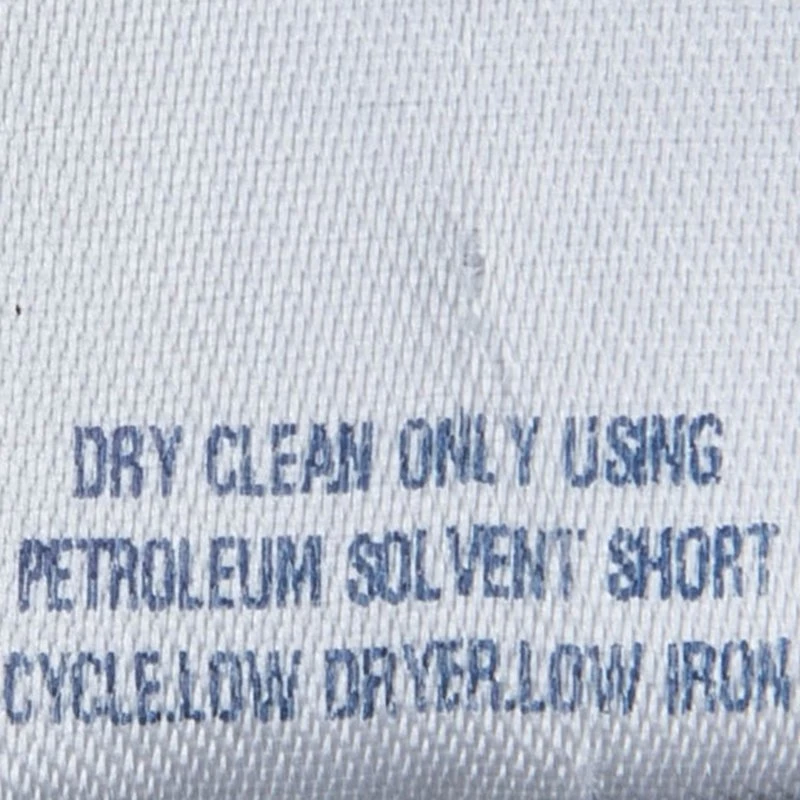 DRY CLEAN ONLY USING
PETROLEUM SOLVENT SHORT
CYCLE.LOW DRYER.LOW IRON